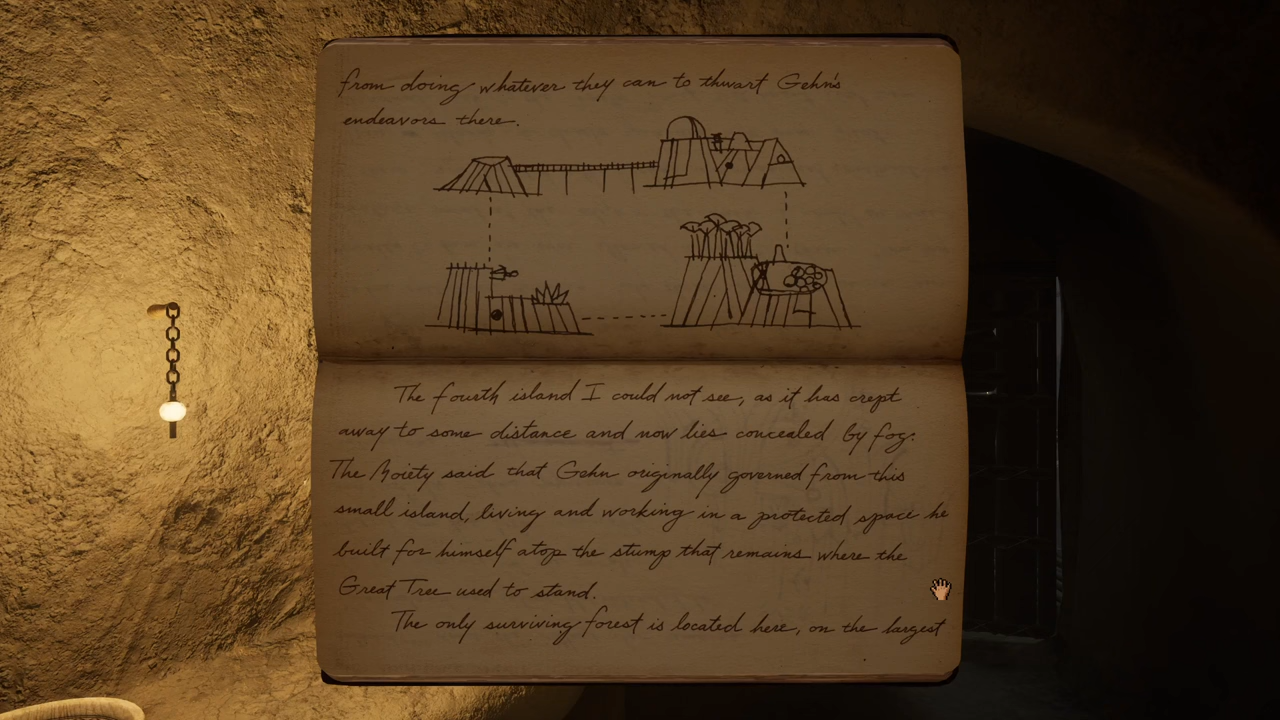 from doing whatever they can to thwart Gehn's
endeavors there.
The fourth island I could not see, as it has crept
away to some distance and now lies concealed by fog.
The Moiety said that Gehn originally governed from this
small island, living and working in a protected space he
built for himself atop the stump that remains where the
Great Tree used to stand.
The only surviving forest is located here, on the largest